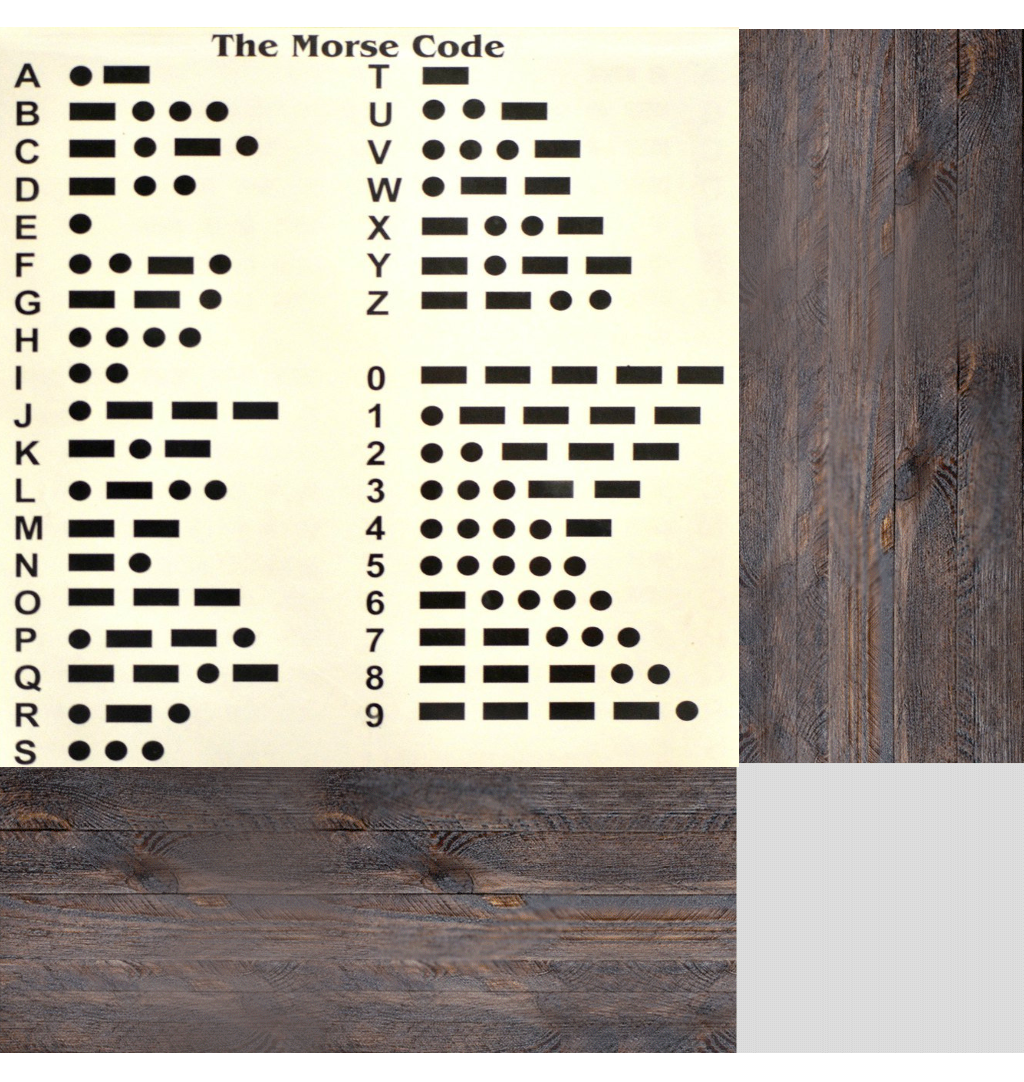 The Morse Code
A ● ▬
B ▬ ● ● ●
C ▬ ● ▬ ●
D ▬ ● ●
E ●
F ● ● ▬ ●
G ▬ ▬ ●
H ● ● ● ●
I ● ●
J ● ▬ ▬ ▬
K ▬ ● ▬
L ● ▬ ● ●
M ▬ ▬
N ▬ ●
O ▬ ▬ ▬
P ● ▬ ▬ ●
Q ▬ ▬ ● ▬
R ● ▬ ●
S ● ● ●
T ▬
U ● ● ▬
V ● ● ● ▬
W ● ▬ ▬
X ▬ ● ● ▬
Y ▬ ● ▬ ▬
Z ▬ ▬ ● ●
0 ▬ ▬ ▬ ▬ ▬
1 ● ▬ ▬ ▬ ▬
2 ● ● ▬ ▬ ▬
3 ● ● ● ▬ ▬
4 ● ● ● ● ▬
5 ● ● ● ● ●
6 ▬ ● ● ● ●
7 ▬ ▬ ● ● ●
8 ▬ ▬ ▬ ● ●
9 ▬ ▬ ▬ ▬ ●